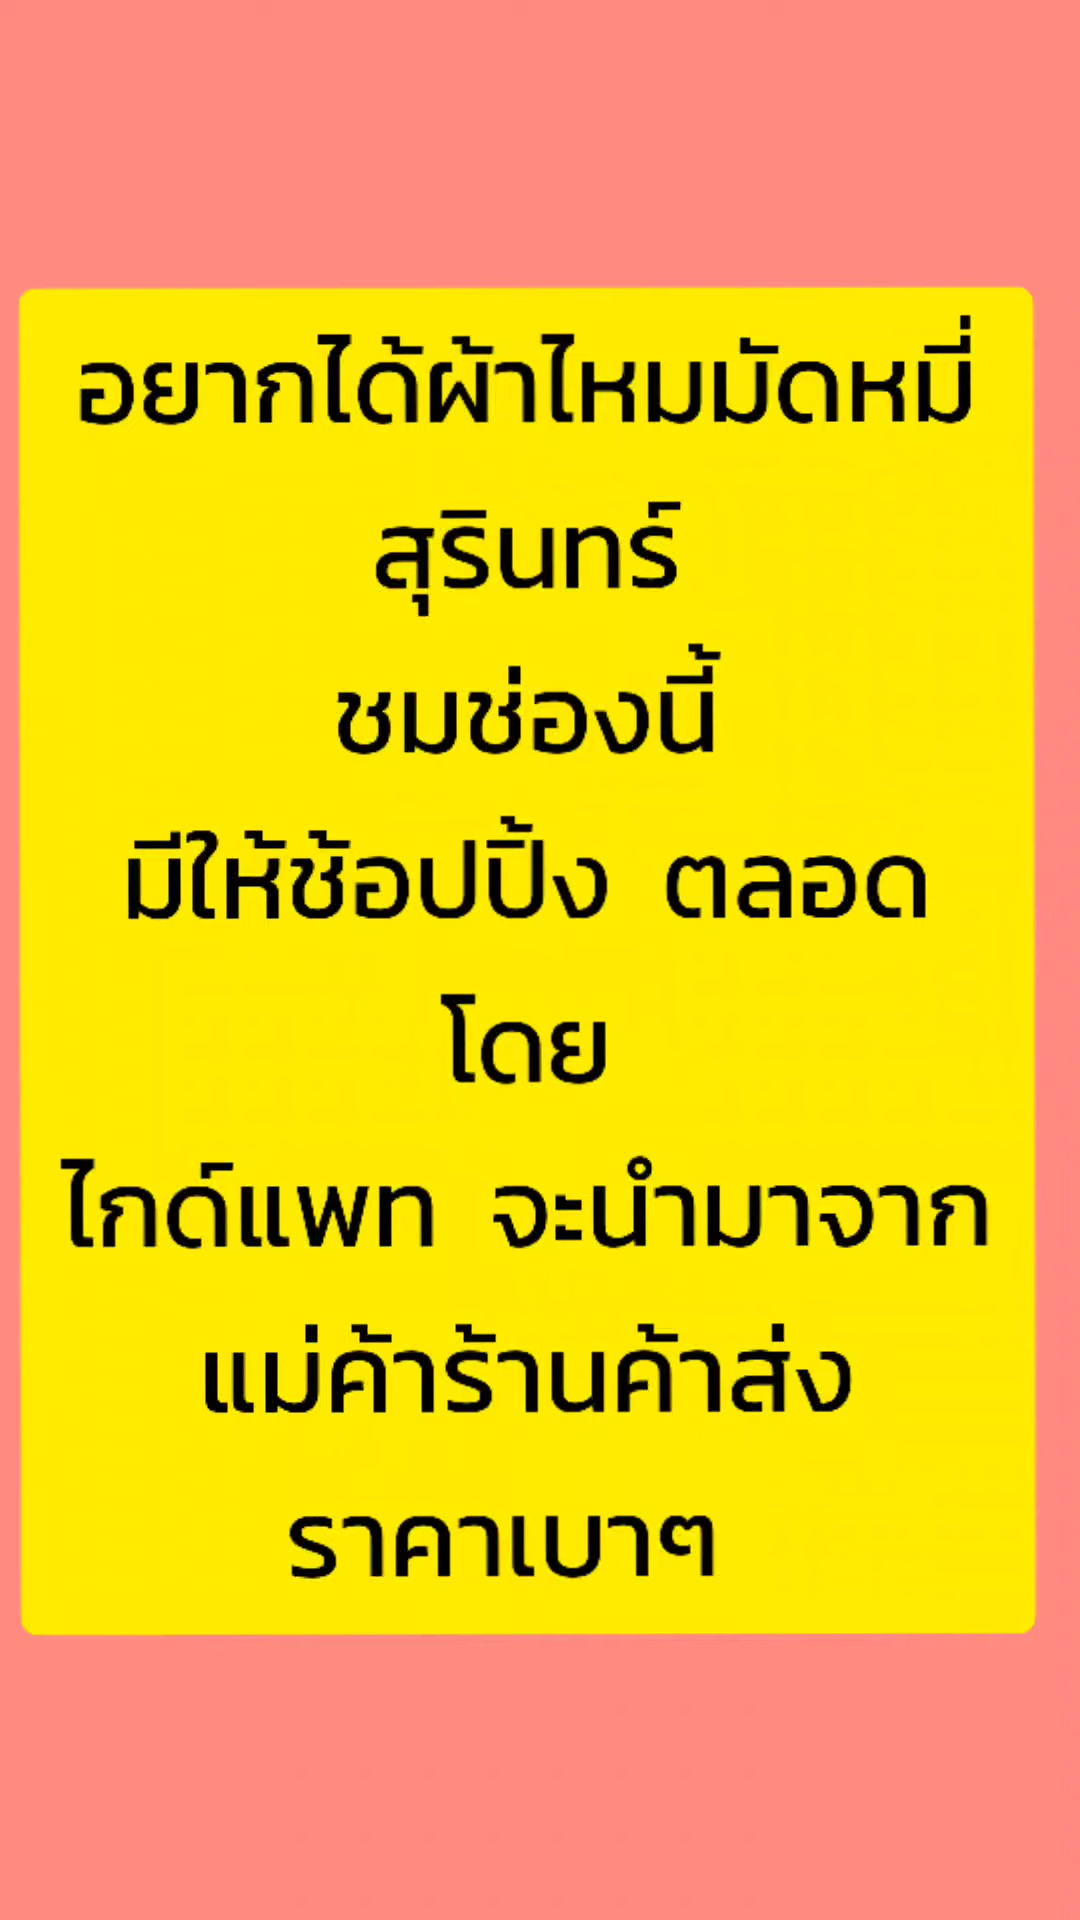 อยากได้ผ้าไหมมัดหมี่
สุรินทร์
ชมช่องนี้
มีให้ช้อปปิ้ง ตลอด
โดย
ไกด์แพท จะนำมาจาก
แม่ค้าร้านค้าส่ง
ราคาเบาๆ